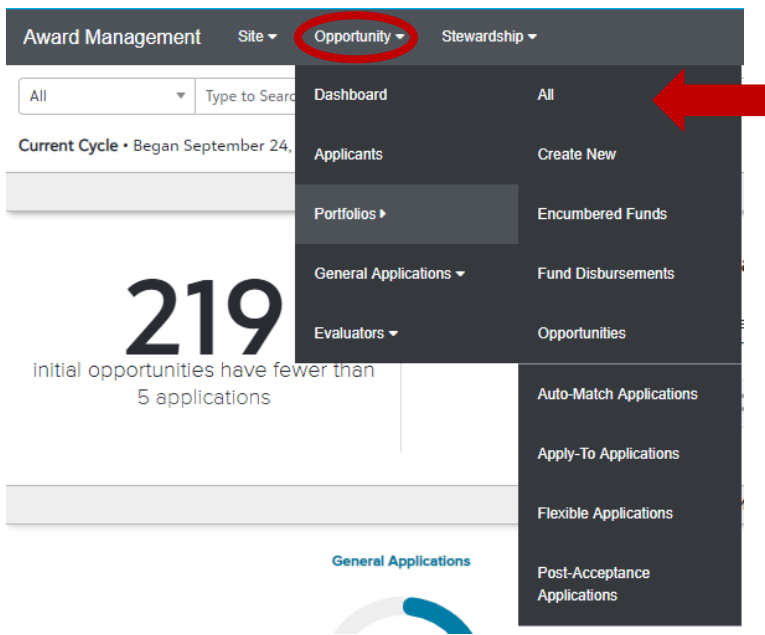 Award Management Site Opportunity Stewardship
All Type to Searc
Current Cycle • Began September 24,
Dashboard
Applicants
Portfolios
General Applications
Evaluators
All
Create New
Encumbered Funds
Fund Disbursements
Opportunities
Auto-Match Applications
Apply-To Applications
Flexible Applications
Post-Acceptance
Applications
219
initial opportunities have fewer than
5 applications
General Applications